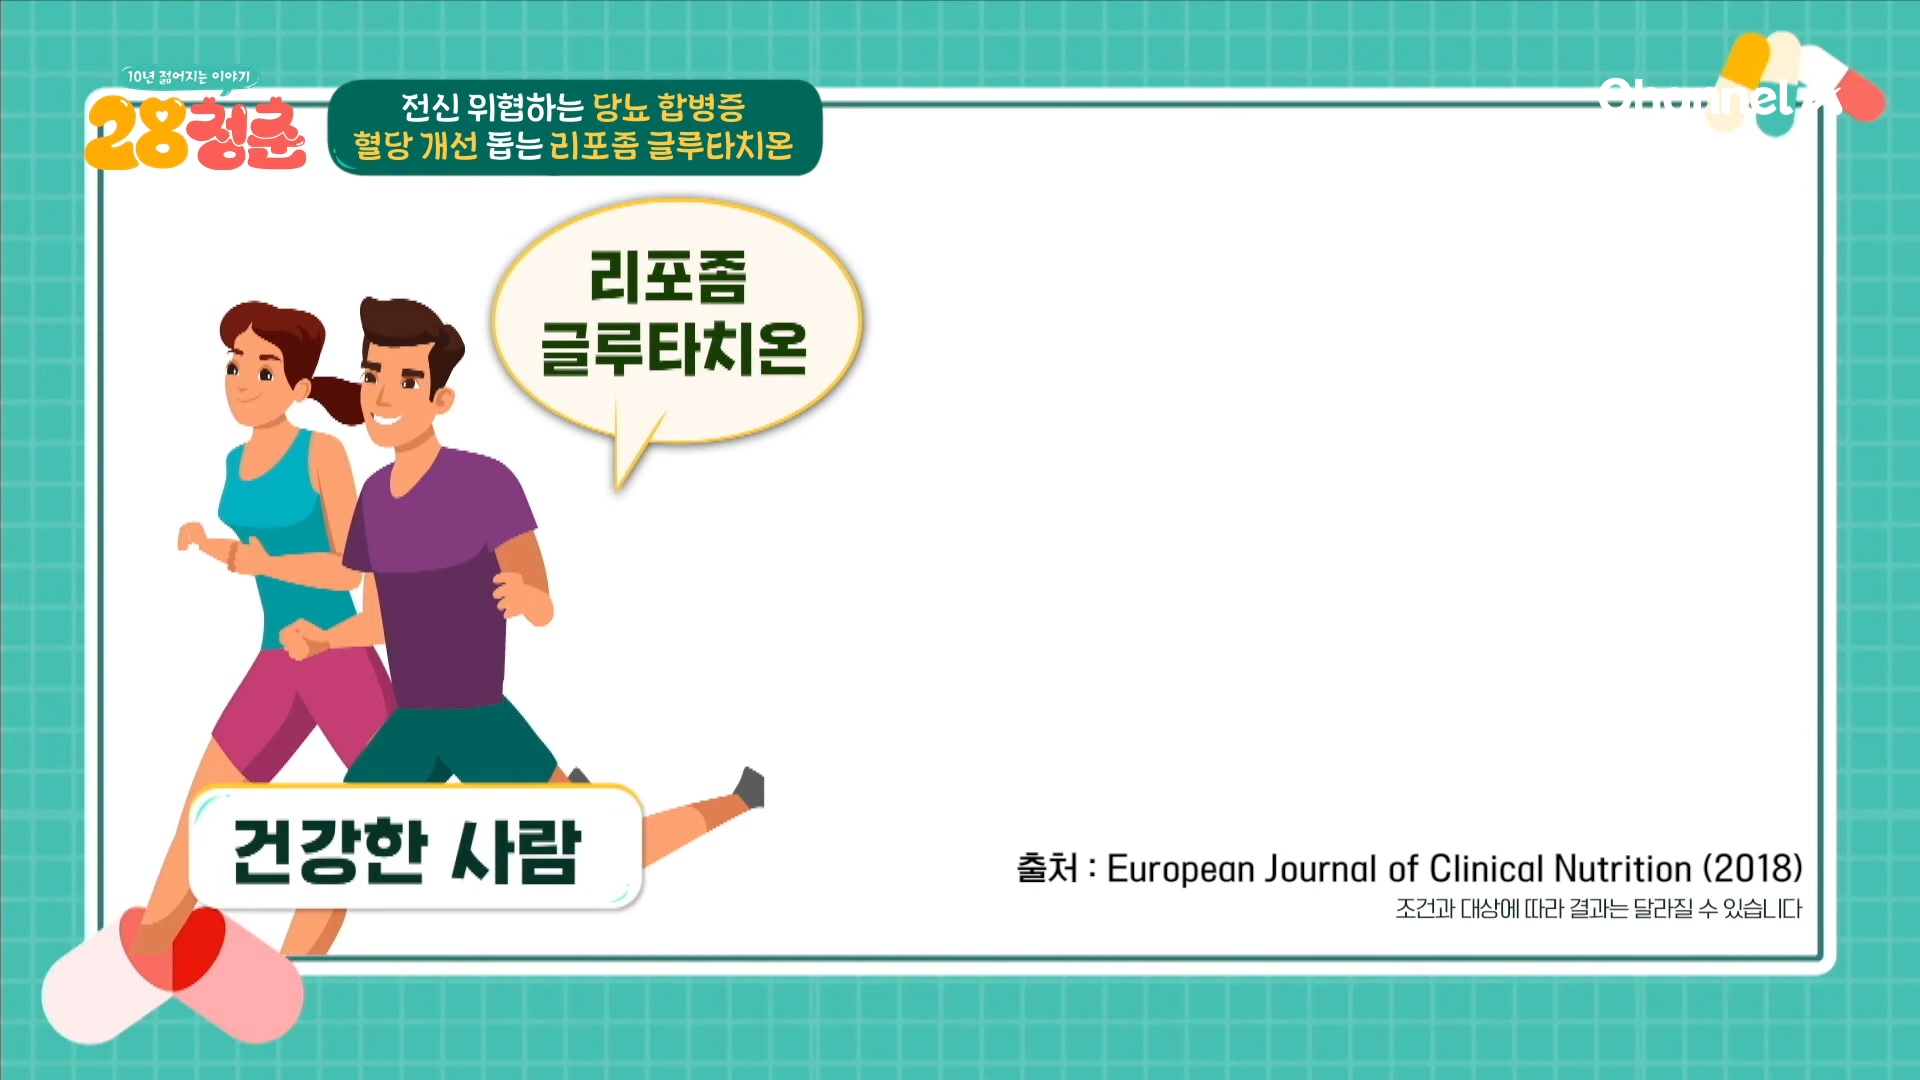 10년 젊어지는 이야기
28청춘
전신 위협하는 당뇨 합병증
혈당 개선 돕는 리포좀 글루타치온
Channel A
리포좀
글루타치온
건강한 사람
출처 : European Journal of Clinical Nutrition (2018)
조건과 대상에 따라 결과는 달라질 수 있습니다